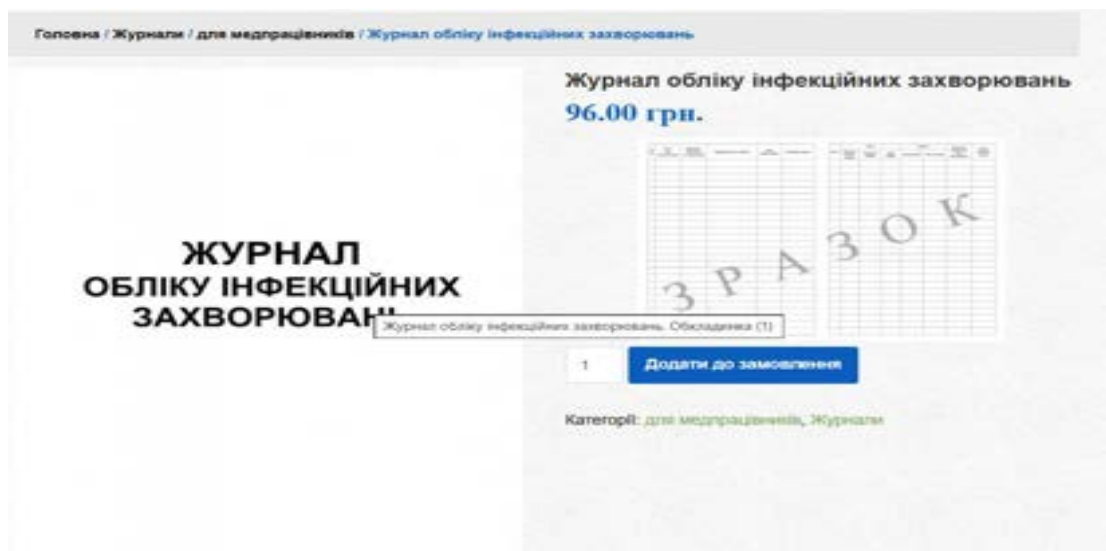 Головна / Журнали / для медпрацівників / Журнал обліку інфекційних захворювань
Журнал обліку інфекційних захворювань
96.00 грн.
ЗРАЗОК
ЖУРНАЛ
ОБЛІКУ ІНФЕКЦІЙНИХ
ЗАХВОРЮВАНЬ
Журнал обліку інфекційних захворювань. Обкладинка (1)
1
Додати до замовлення
Категорії: для медпрацівників, Журнали